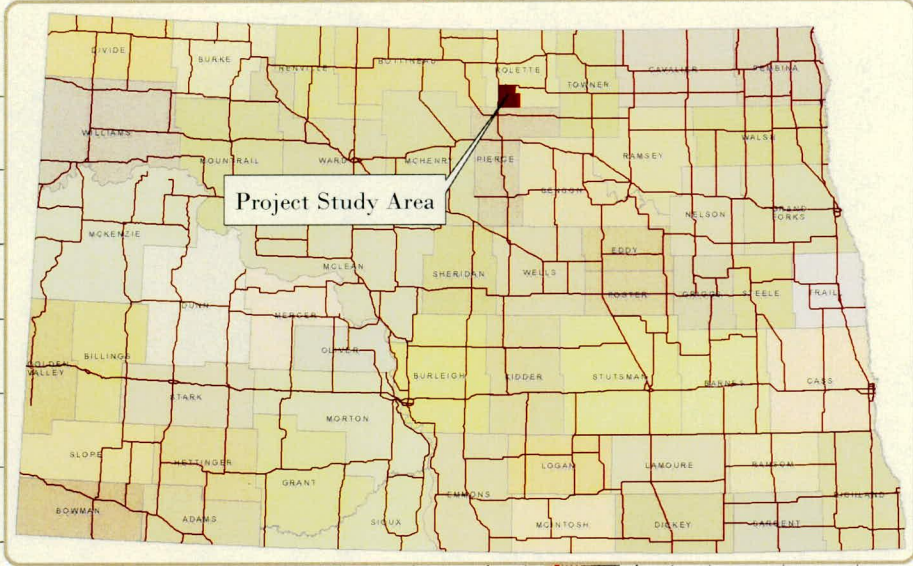 DIVIDE
BURKE
RENVILLE
BOTTINEAU
ROLETTE
TOWNER
CAVALIER
PEMBINA
WILLIAMS
MOUNTRAIL
WARD
MCHENRY
PIERCE
BENSON
RAMSEY
WALSH
Project Study Area
NELSON
GRAND
FORKS
MCKENZIE
MCLEAN
SHERIDAN
WELLS
EDDY
FOSTER
GRIGGS
STEELE
TRAILL
DUNN
MERCER
OLIVER
GOLDEN
VALLEY
BILLINGS
STARK
MORTON
BURLEIGH
KIDDER
STUTSMAN
BARNES
CASS
SLOPE
HETTINGER
GRANT
EMMONS
LOGAN
LAMOURE
RANSOM
RICHLAND
BOWMAN
ADAMS
SIOUX
MCINTOSH
DICKEY
SARGENT